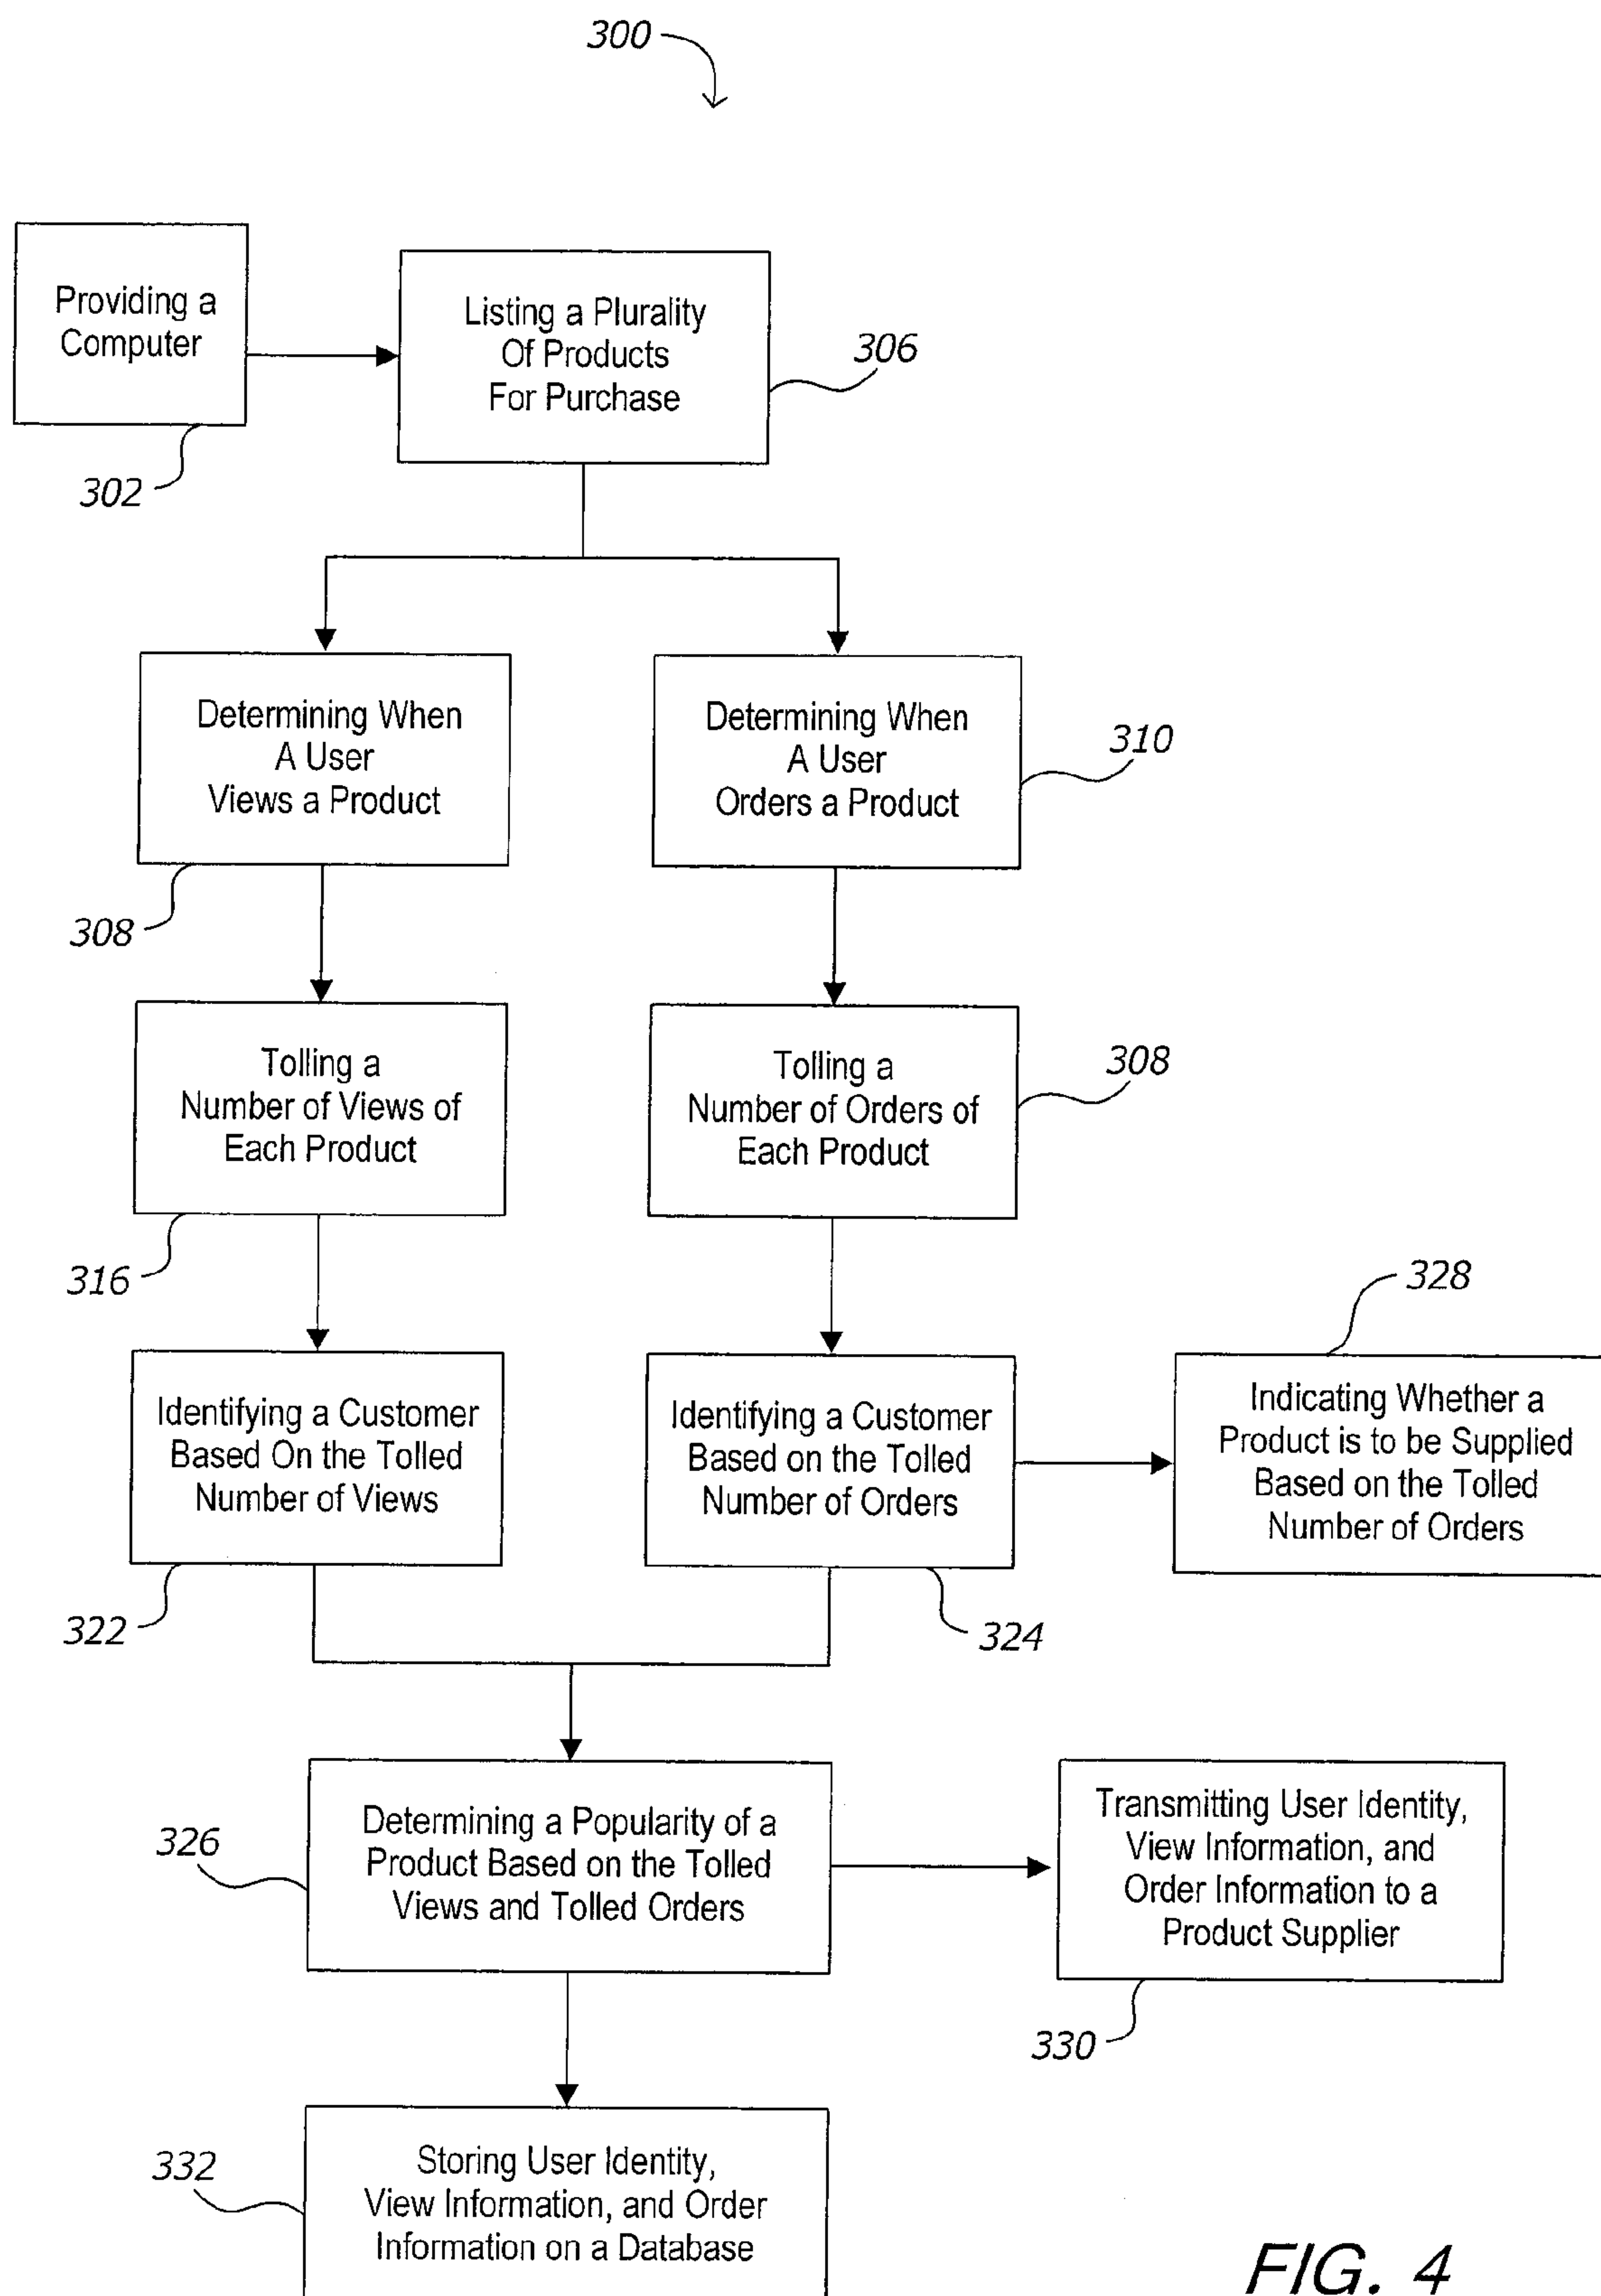 300
Providing a
Computer
302
Listing a Plurality
Of Products
For Purchase
306
Determining When
A User
Views a Product
308
Determining When
A User
Orders a Product
310
Tolling a
Number of Views of
Each Product
316
Tolling a
Number of Orders of
Each Product
308
Identifying a Customer
Based On the Tolled
Number of Views
322
Identifying a Customer
Based on the Tolled
Number of Orders
324
328
Indicating Whether a
Product is to be Supplied
Based on the Tolled
Number of Orders
326
Determining a Popularity of a
Product Based on the Tolled
Views and Tolled Orders
Transmitting User Identity,
View Information, and
Order Information to a
Product Supplier
330
332
Storing User Identity,
View Information, and Order
Information on a Database
FIG. 4